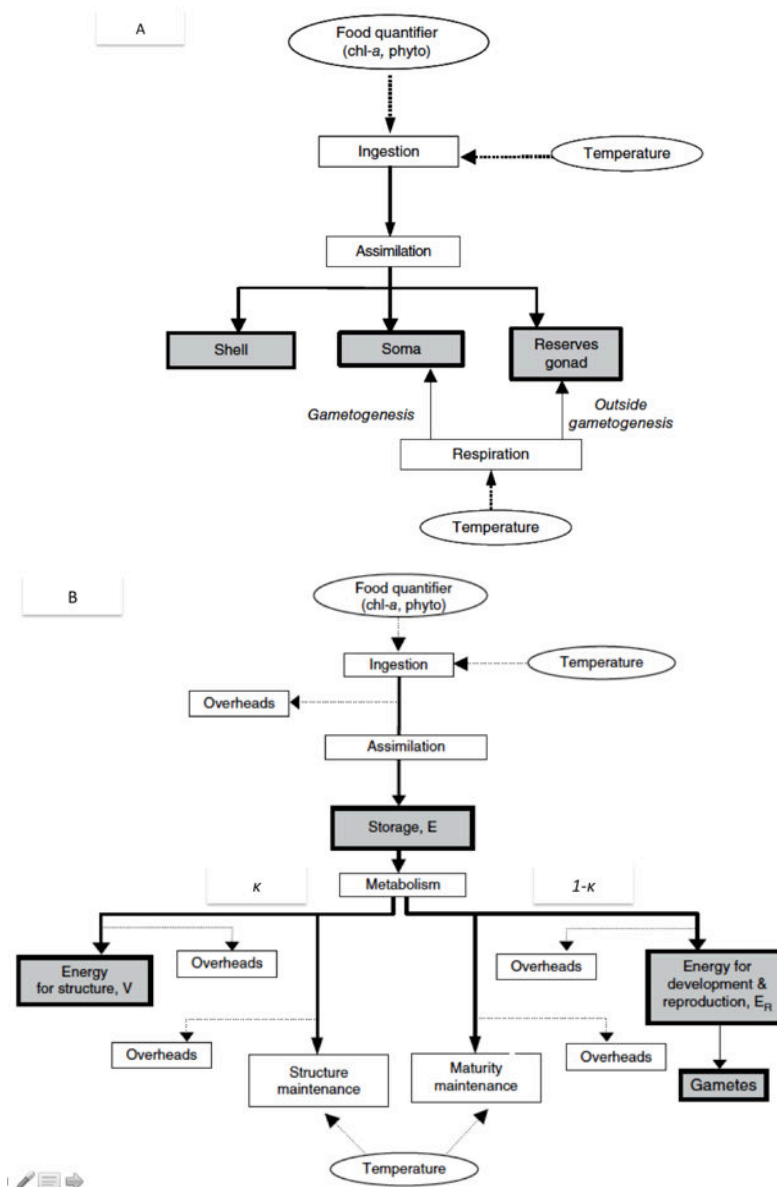 A
Food quantifier
(chl-a, phyto)
Ingestion
Temperature
Assimilation
Shell
Soma
Reserves
gonad
Gametogenesis
Outside
gametogenesis
Respiration
Temperature
B
Food quantifier
(chl-a, phyto)
Ingestion
Temperature
Overheads
Assimilation
Storage, E
κ
1-κ
Metabolism
Energy
for structure, V
Overheads
Overheads
Energy for
development &
reproduction, E_R
Overheads
Structure
maintenance
Maturity
maintenance
Overheads
Gametes
Temperature